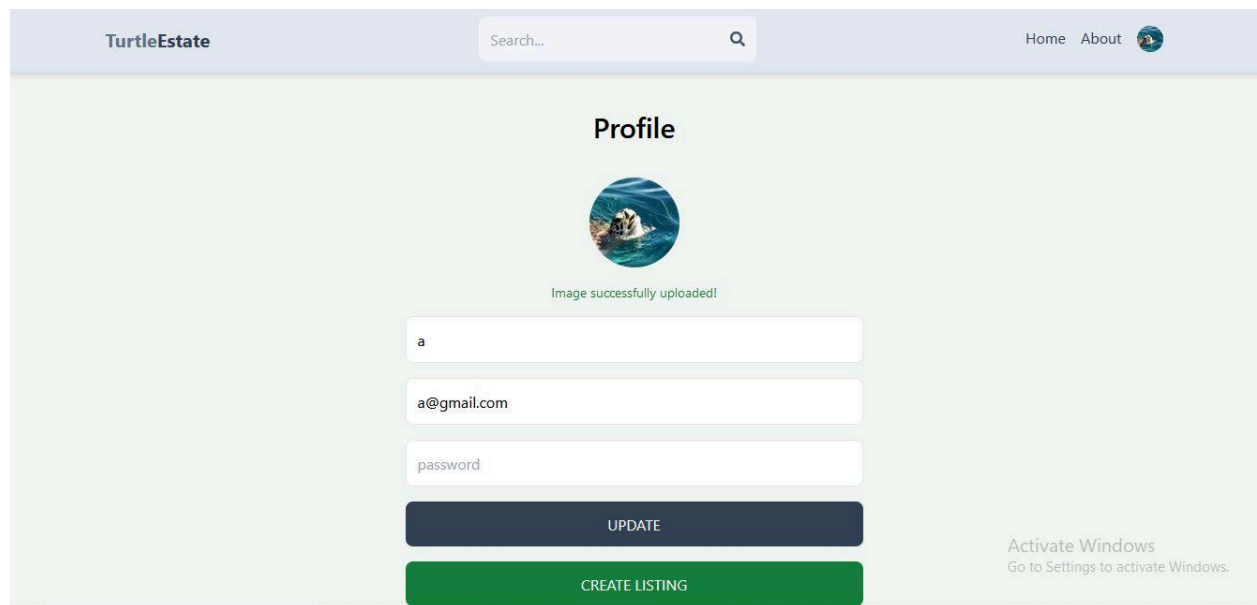 TurtleEstate
Search...
Home About
Profile
Image successfully uploaded!
a
a@gmail.com
password
UPDATE
CREATE LISTING
Activate Windows
Go to Settings to activate Windows.